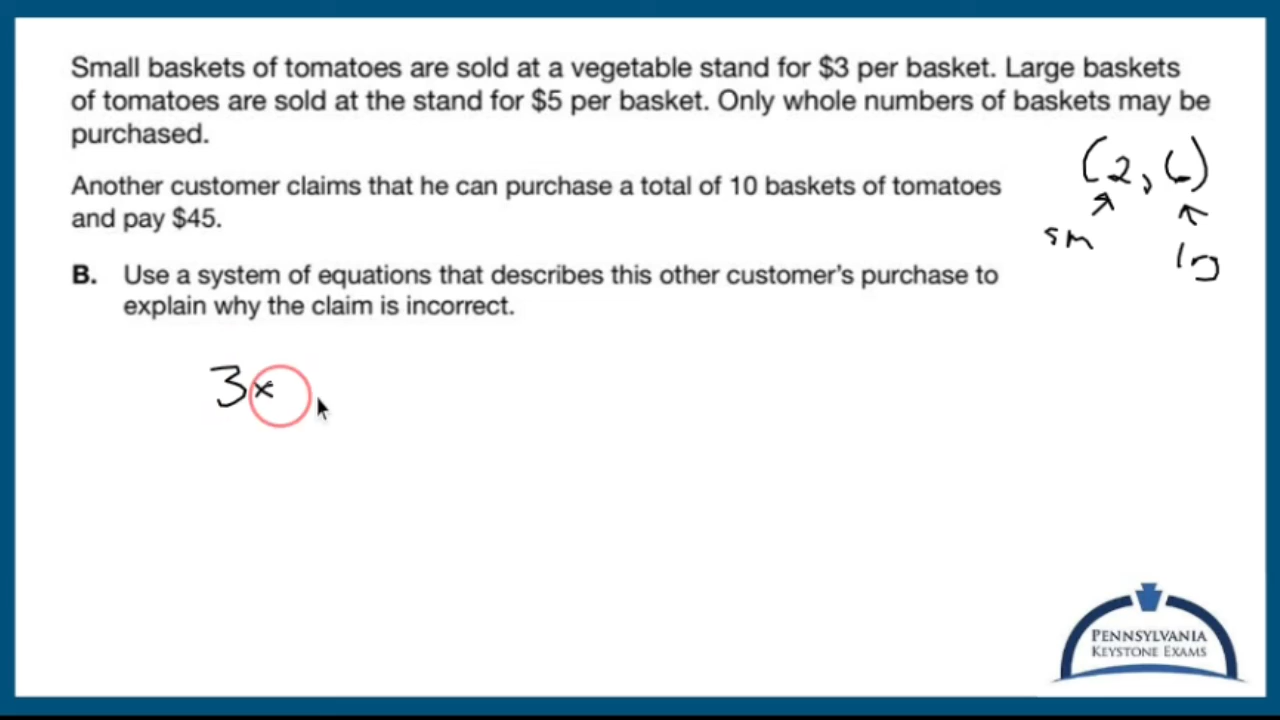 Small baskets of tomatoes are sold at a vegetable stand for $3 per basket. Large baskets
of tomatoes are sold at the stand for $5 per basket. Only whole numbers of baskets may be
purchased.
(2, 6)
Another customer claims that he can purchase a total of 10 baskets of tomatoes
and pay $45.
sm
lg
B. Use a system of equations that describes this other customer's purchase to
explain why the claim is incorrect.
3x
PENNSYLVANIA
KEYSTONE EXAMS